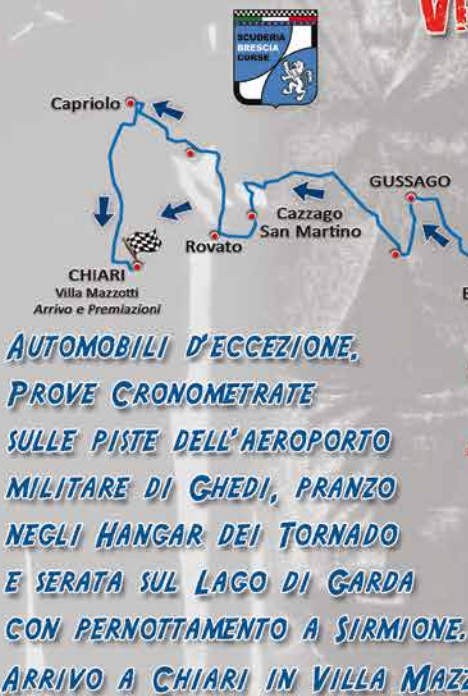 SCUDERIA
BRESCIA
CORSE
Capriolo
GUSSAGO
Cazzago
San Martino
Rovato
CHIARI
Villa Mazzotti
Arrivo e Premiazioni
AUTOMOBILI D'ECCEZIONE,
PROVE CRONOMETRATE
SULLE PISTE DELL'AEROPORTO
MILITARE DI GHEDI, PRANZO
NEGLI HANGAR DEI TORNADO
E SERATA SUL LAGO DI GARDA
CON PERNOTTAMENTO A SIRMIONE.
ARRIVO A CHIARI IN VILLA